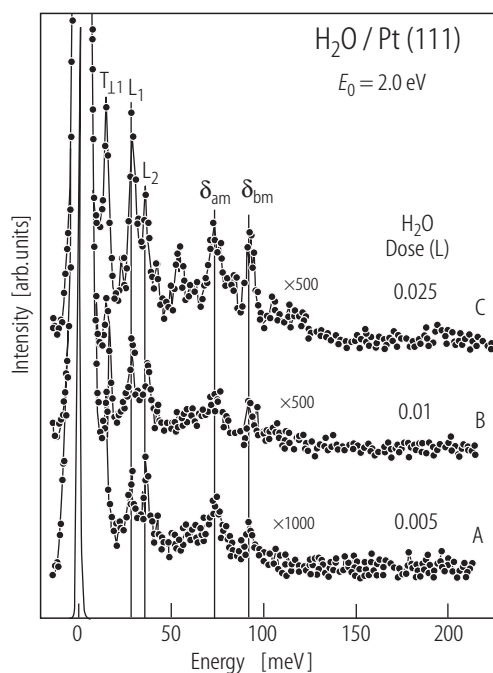 H₂O / Pt (111)
E₀ = 2.0 eV
T⊥1 L₁
L₂
δam δbm
H₂O
Dose (L)
×500 0.025 C
×500 0.01 B
×1000 0.005 A
Intensity [arb.units]
0 50 100 150 200
Energy [meV]